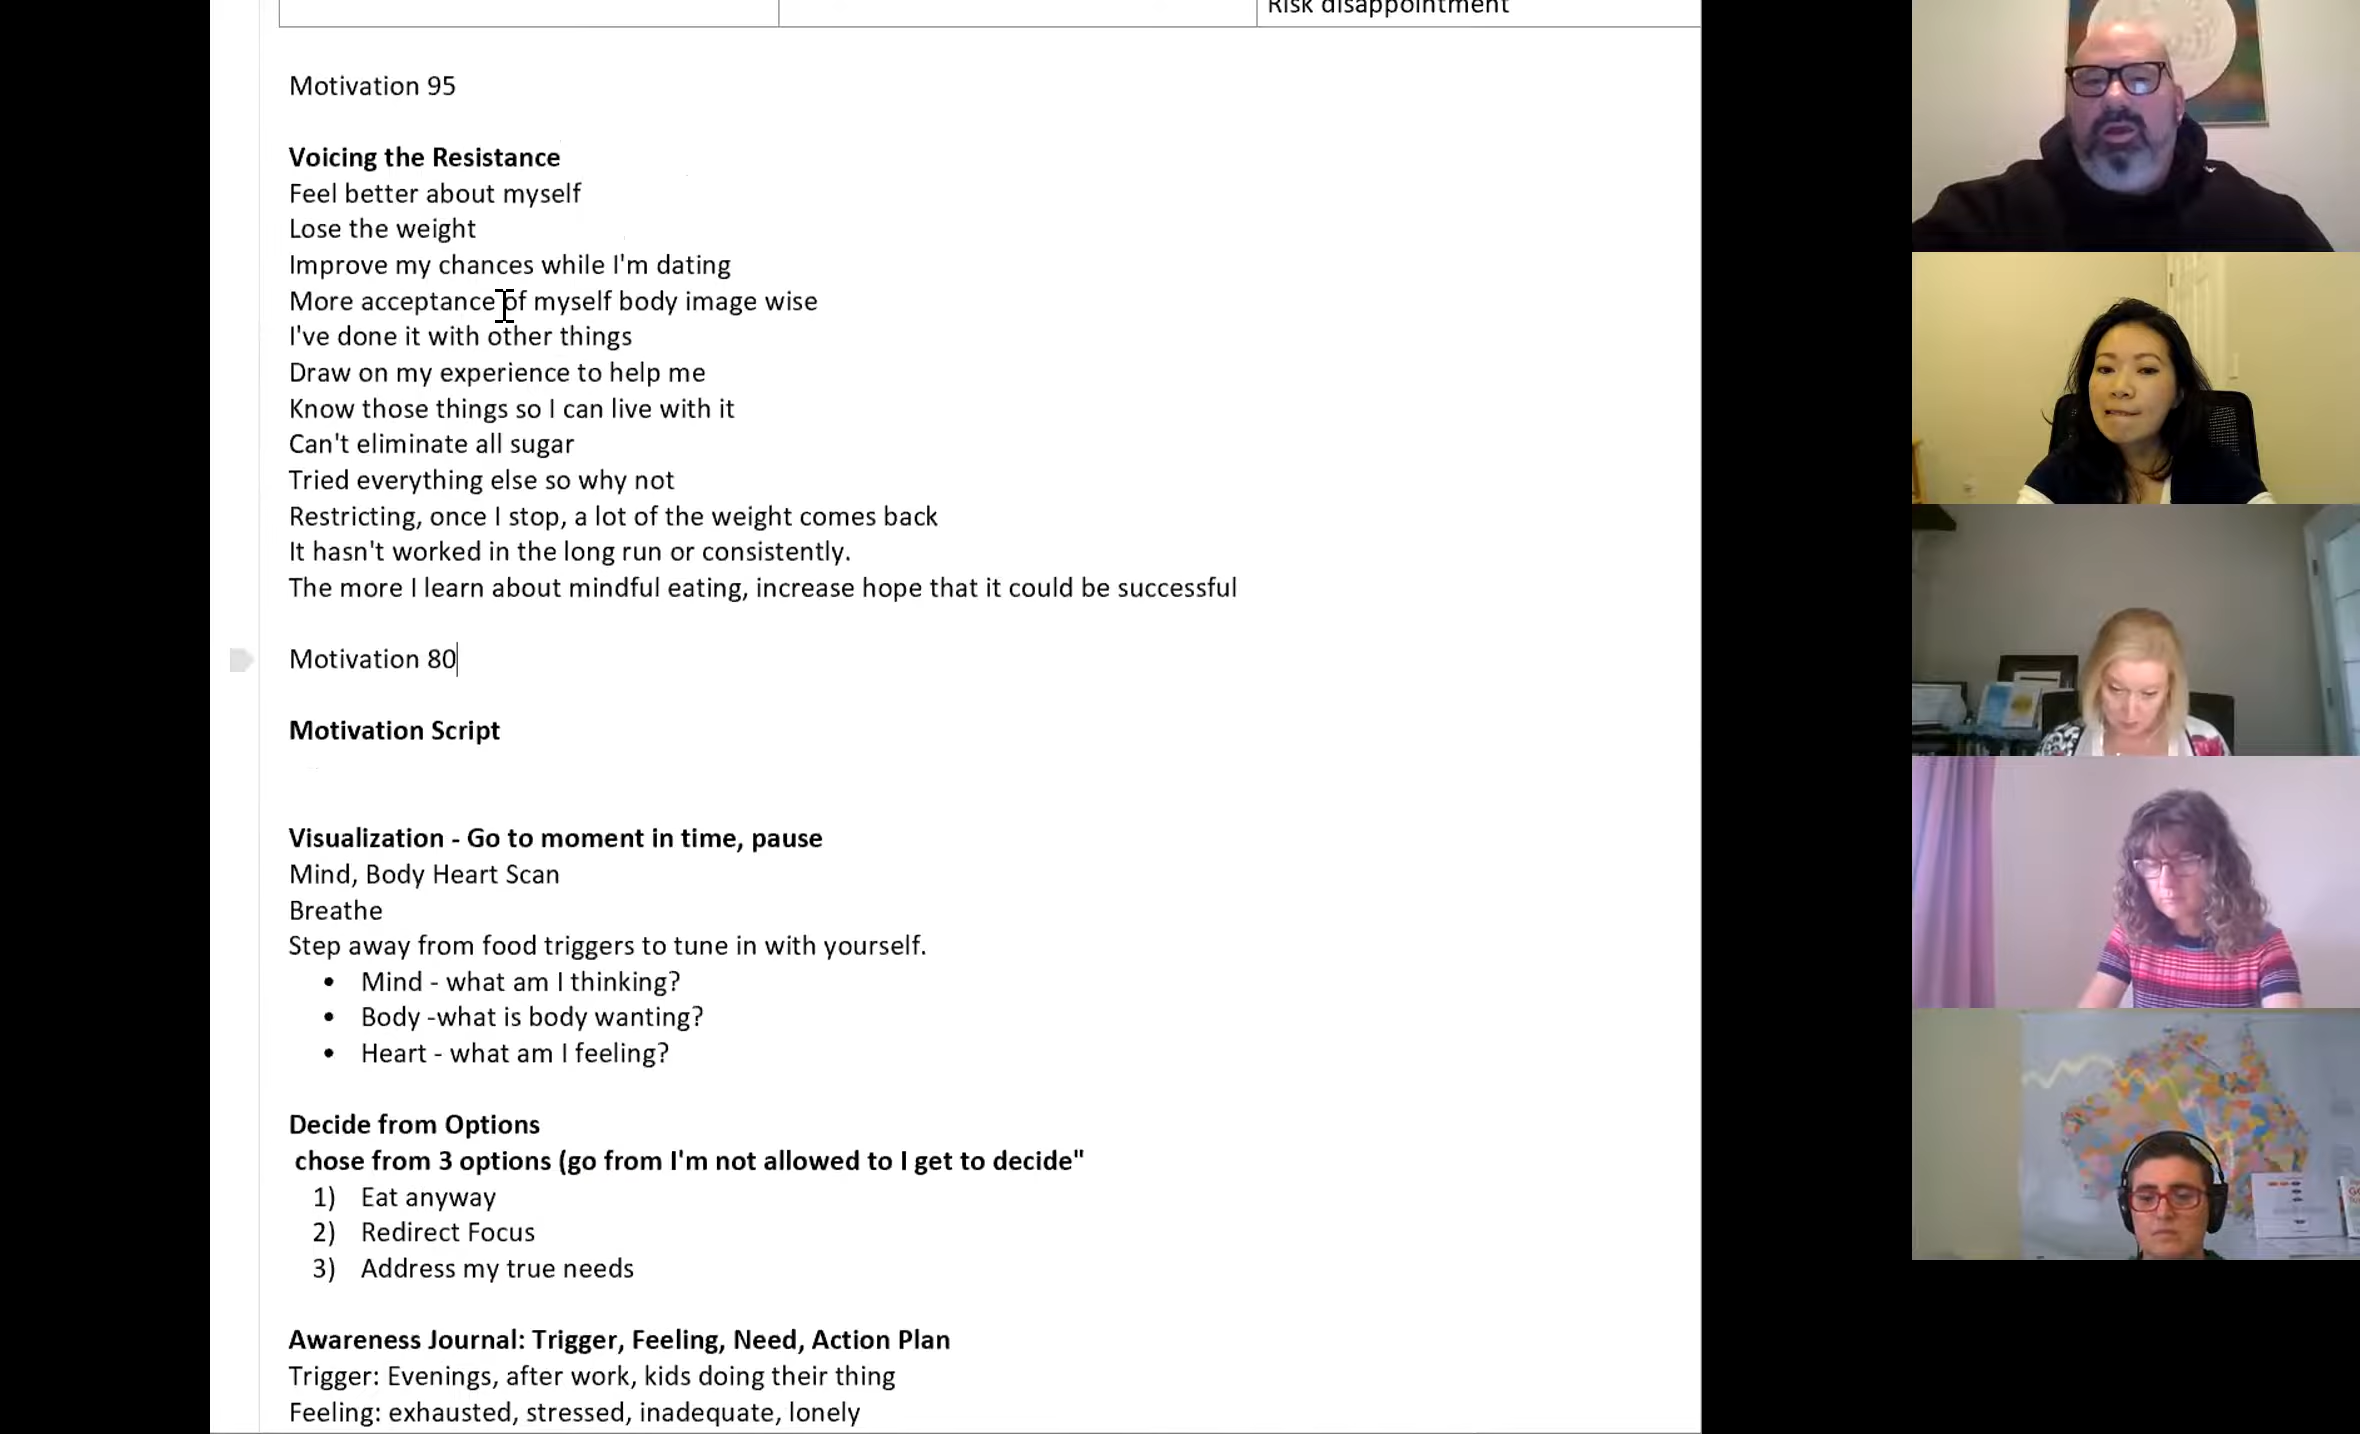 Risk disappointment
Motivation 95
Voicing the Resistance
Feel better about myself
Lose the weight
Improve my chances while I'm dating
More acceptance of myself body image wise
I've done it with other things
Draw on my experience to help me
Know those things so I can live with it
Can't eliminate all sugar
Tried everything else so why not
Restricting, once I stop, a lot of the weight comes back
It hasn't worked in the long run or consistently.
The more I learn about mindful eating, increase hope that it could be successful
Motivation 80
Motivation Script
Visualization - Go to moment in time, pause
Mind, Body Heart Scan
Breathe
Step away from food triggers to tune in with yourself.
• Mind - what am I thinking?
• Body -what is body wanting?
• Heart - what am I feeling?
Decide from Options
chose from 3 options (go from I'm not allowed to I get to decide"
1) Eat anyway
2) Redirect Focus
3) Address my true needs
Awareness Journal: Trigger, Feeling, Need, Action Plan
Trigger: Evenings, after work, kids doing their thing
Feeling: exhausted, stressed, inadequate, lonely